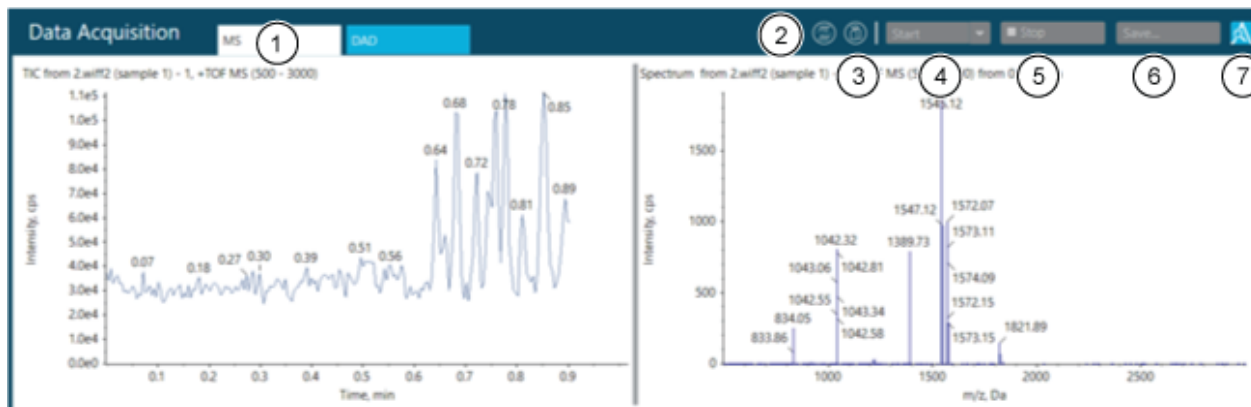 Data Acquisition
MS
1
DAD
2
Start
Stop
Save...
7
3
4
5
6
TIC from 2.wiff2 (sample 1) - 1, +TOF MS (500 - 3000)
Spectrum from 2.wiff2 (sample 1)
MS (5
0) from 0
Intensity, cps
1.1e5
1.0e5
9.0e4
8.0e4
7.0e4
6.0e4
5.0e4
4.0e4
3.0e4
2.0e4
1.0e4
0.0e0
0.07
0.18
0.27
0.30
0.39
0.51
0.56
0.64
0.68
0.72
0.78
0.81
0.85
0.89
0.1
0.2
0.3
0.4
0.5
0.6
0.7
0.8
0.9
Time, min
Intensity, cps
1500
1000
500
0
1547.12
1572.07
1573.11
1042.32
1389.73
1043.06
1042.81
1574.09
1042.55
1043.34
1572.15
834.05
1042.58
1573.15
833.86
1821.89
1000
1500
2000
2500
m/z, Da